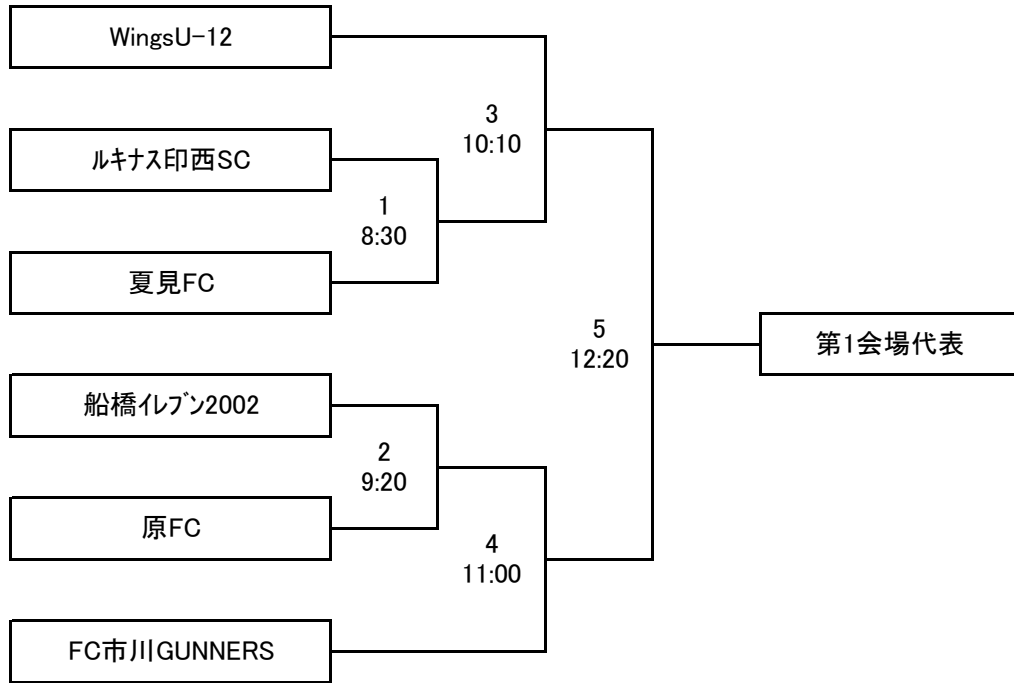 WingsU-12
3
10:10
ﾙｷﾅｽ印西SC
1
8:30
夏見FC
5
12:20
第1会場代表
船橋ｲﾚﾌﾞﾝ2002
2
9:20
原FC
4
11:00
FC市川GUNNERS